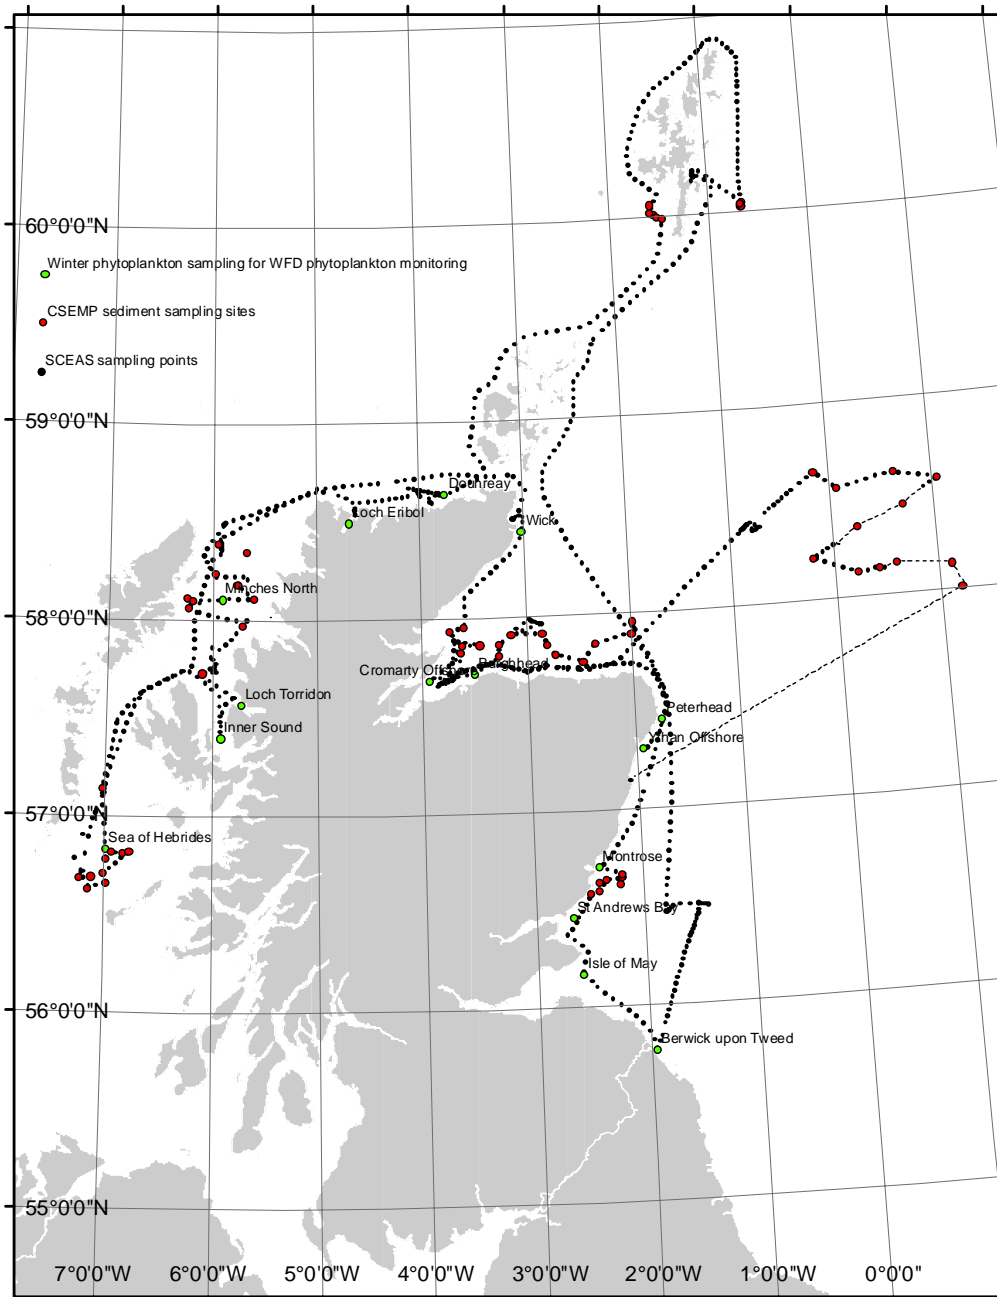 60°0'0"N
Winter phytoplankton sampling for WFD phytoplankton monitoring
CSEMP sediment sampling sites
SCEAS sampling points
59°0'0"N
Dounreay
Loch Eribol
Wick
Minches North
58°0'0"N
Cromarty Offshore
Burghhead
Loch Torridon
Peterhead
Inner Sound
Ythan Offshore
57°0'0"N
Sea of Hebrides
Montrose
St Andrews Bay
Isle of May
56°0'0"N
Berwick upon Tweed
55°0'0"N
7°0'0"W
6°0'0"W
5°0'0"W
4°0'0"W
3°0'0"W
2°0'0"W
1°0'0"W
0°0'0"